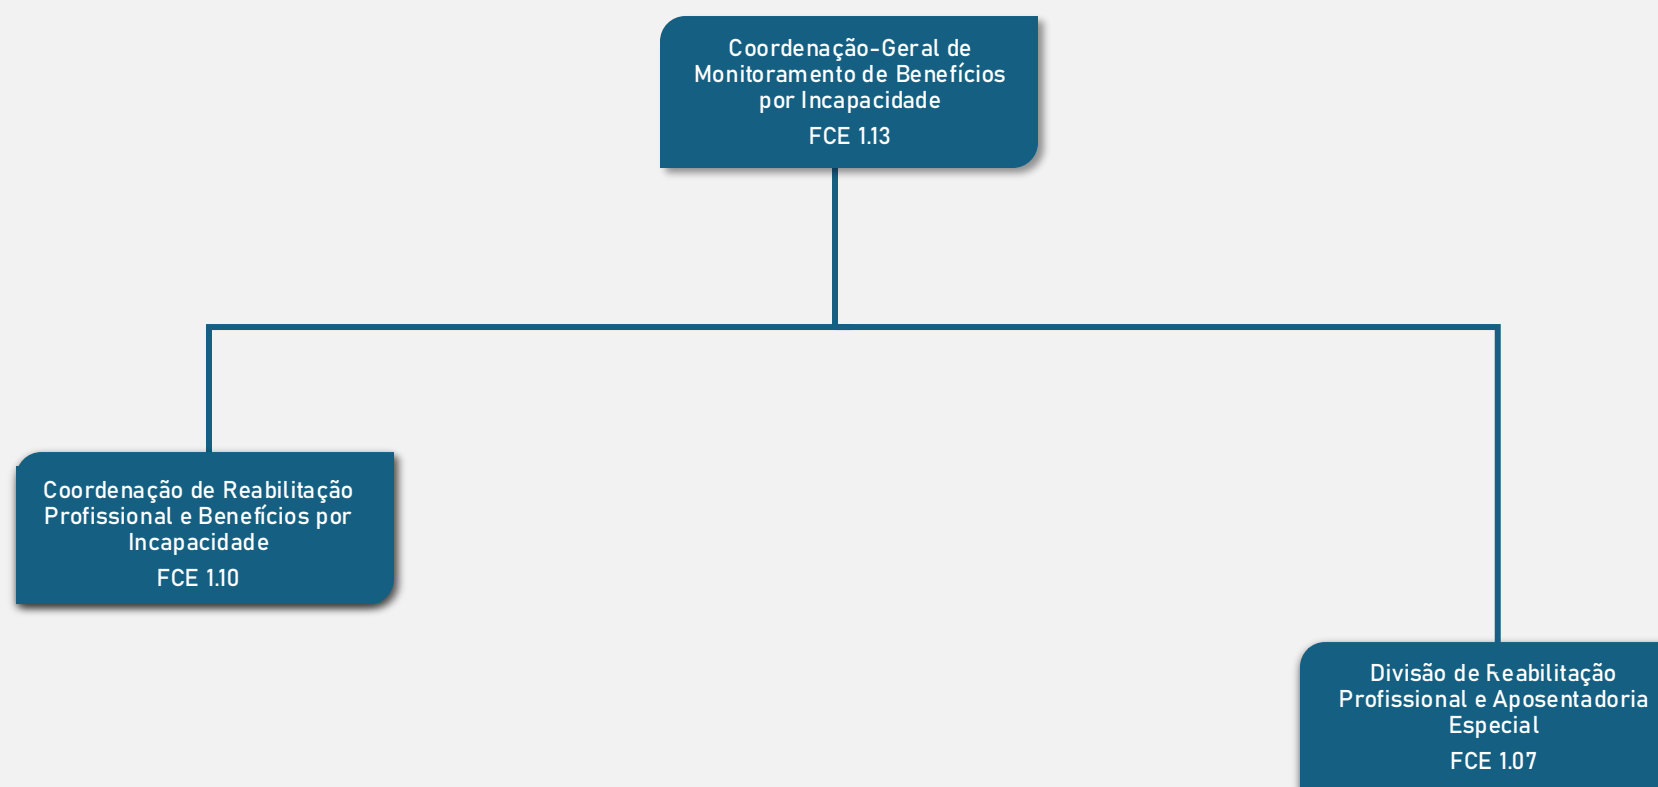 Coordenação-Geral de
Monitoramento de Benefícios
por Incapacidade
FCE 1.13
Coordenação de Reabilitação
Profissional e Benefícios por
Incapacidade
FCE 1.10
Divisão de Reabilitação
Profissional e Aposentadoria
Especial
FCE 1.07